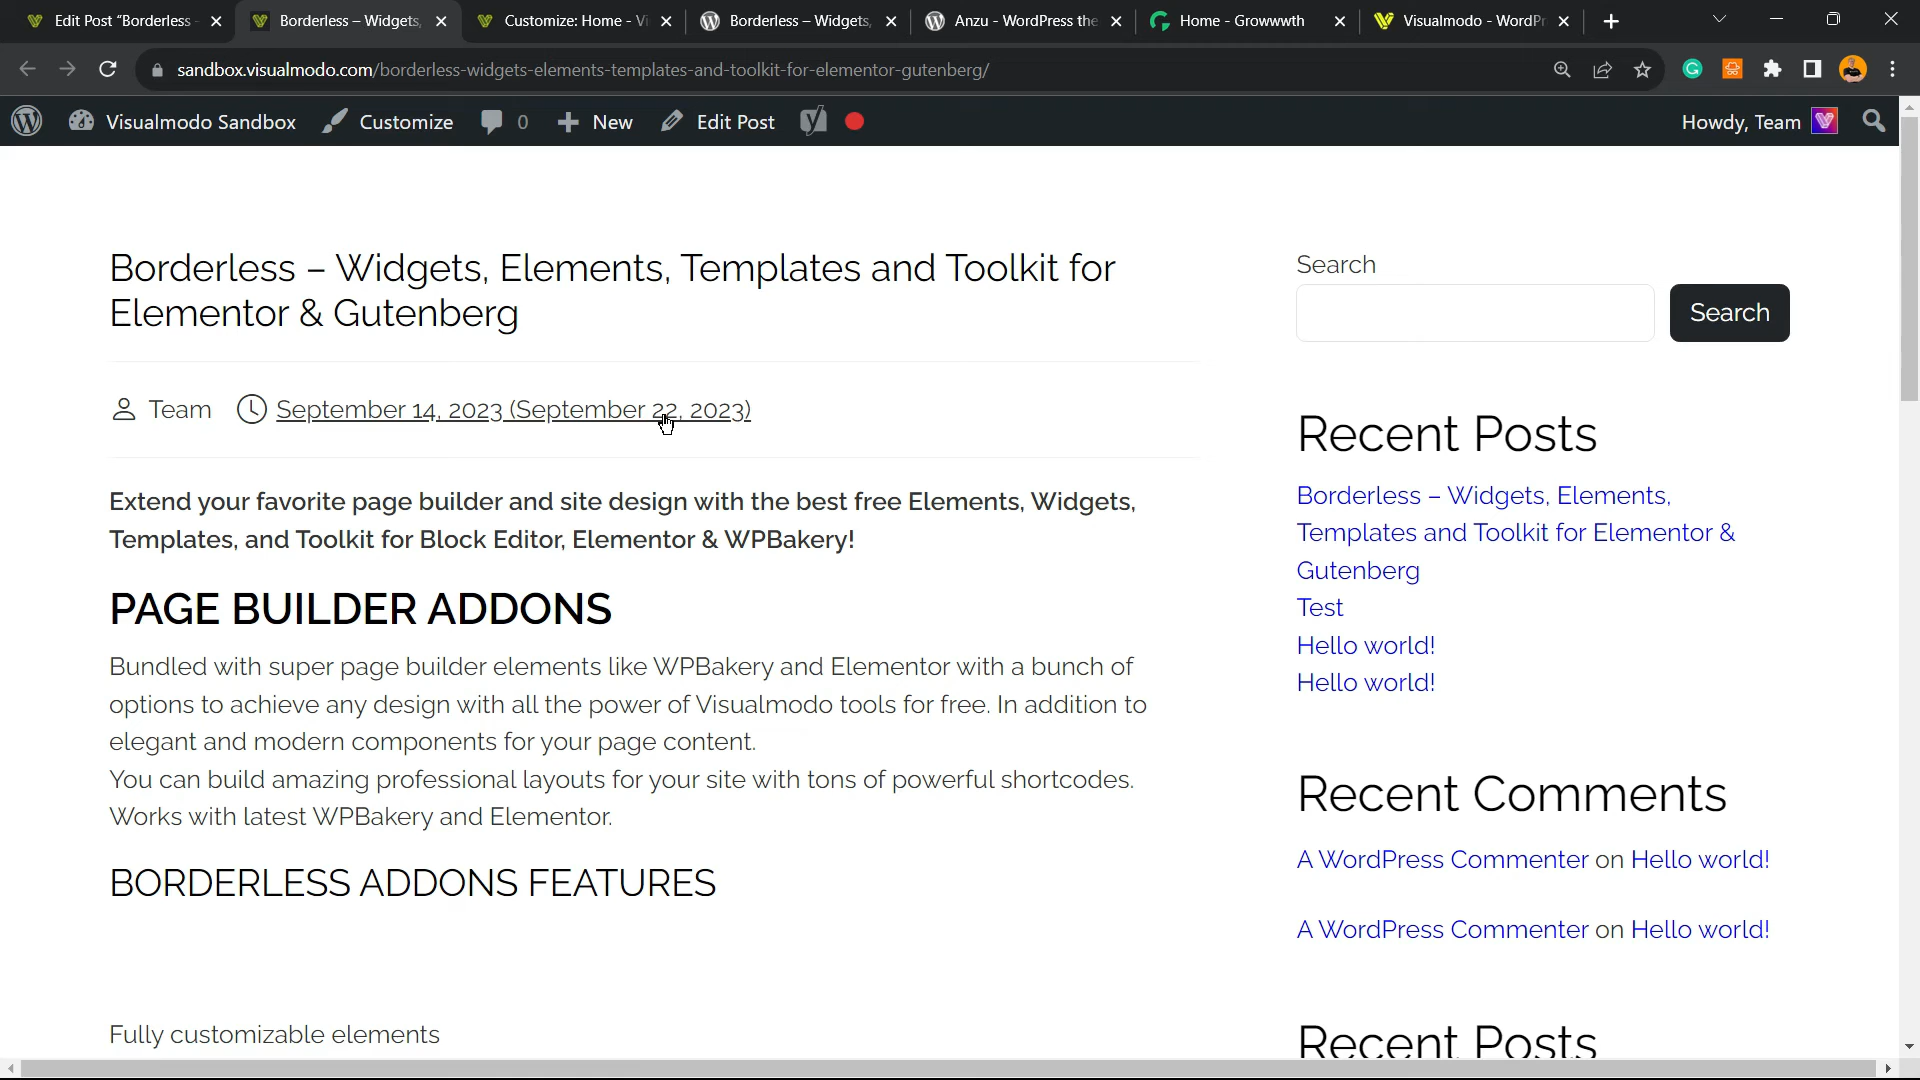 Edit Post “Borderless
Borderless – Widgets,
Customize: Home - Vi
Borderless – Widgets,
Anzu - WordPress the
Home - Growwwth
Visualmodo - WordPr
sandbox.visualmodo.com/borderless-widgets-elements-templates-and-toolkit-for-elementor-gutenberg/
Visualmodo Sandbox
Customize
0
New
Edit Post
Howdy, Team
Borderless – Widgets, Elements, Templates and Toolkit for
Elementor & Gutenberg
Team
September 14, 2023 (September 22, 2023)
Extend your favorite page builder and site design with the best free Elements, Widgets,
Templates, and Toolkit for Block Editor, Elementor & WPBakery!
PAGE BUILDER ADDONS
Bundled with super page builder elements like WPBakery and Elementor with a bunch of
options to achieve any design with all the power of Visualmodo tools for free. In addition to
elegant and modern components for your page content.
You can build amazing professional layouts for your site with tons of powerful shortcodes.
Works with latest WPBakery and Elementor.
BORDERLESS ADDONS FEATURES
Fully customizable elements
Search
Search
Recent Posts
Borderless – Widgets, Elements,
Templates and Toolkit for Elementor &
Gutenberg
Test
Hello world!
Hello world!
Recent Comments
A WordPress Commenter on Hello world!
A WordPress Commenter on Hello world!
Recent Posts